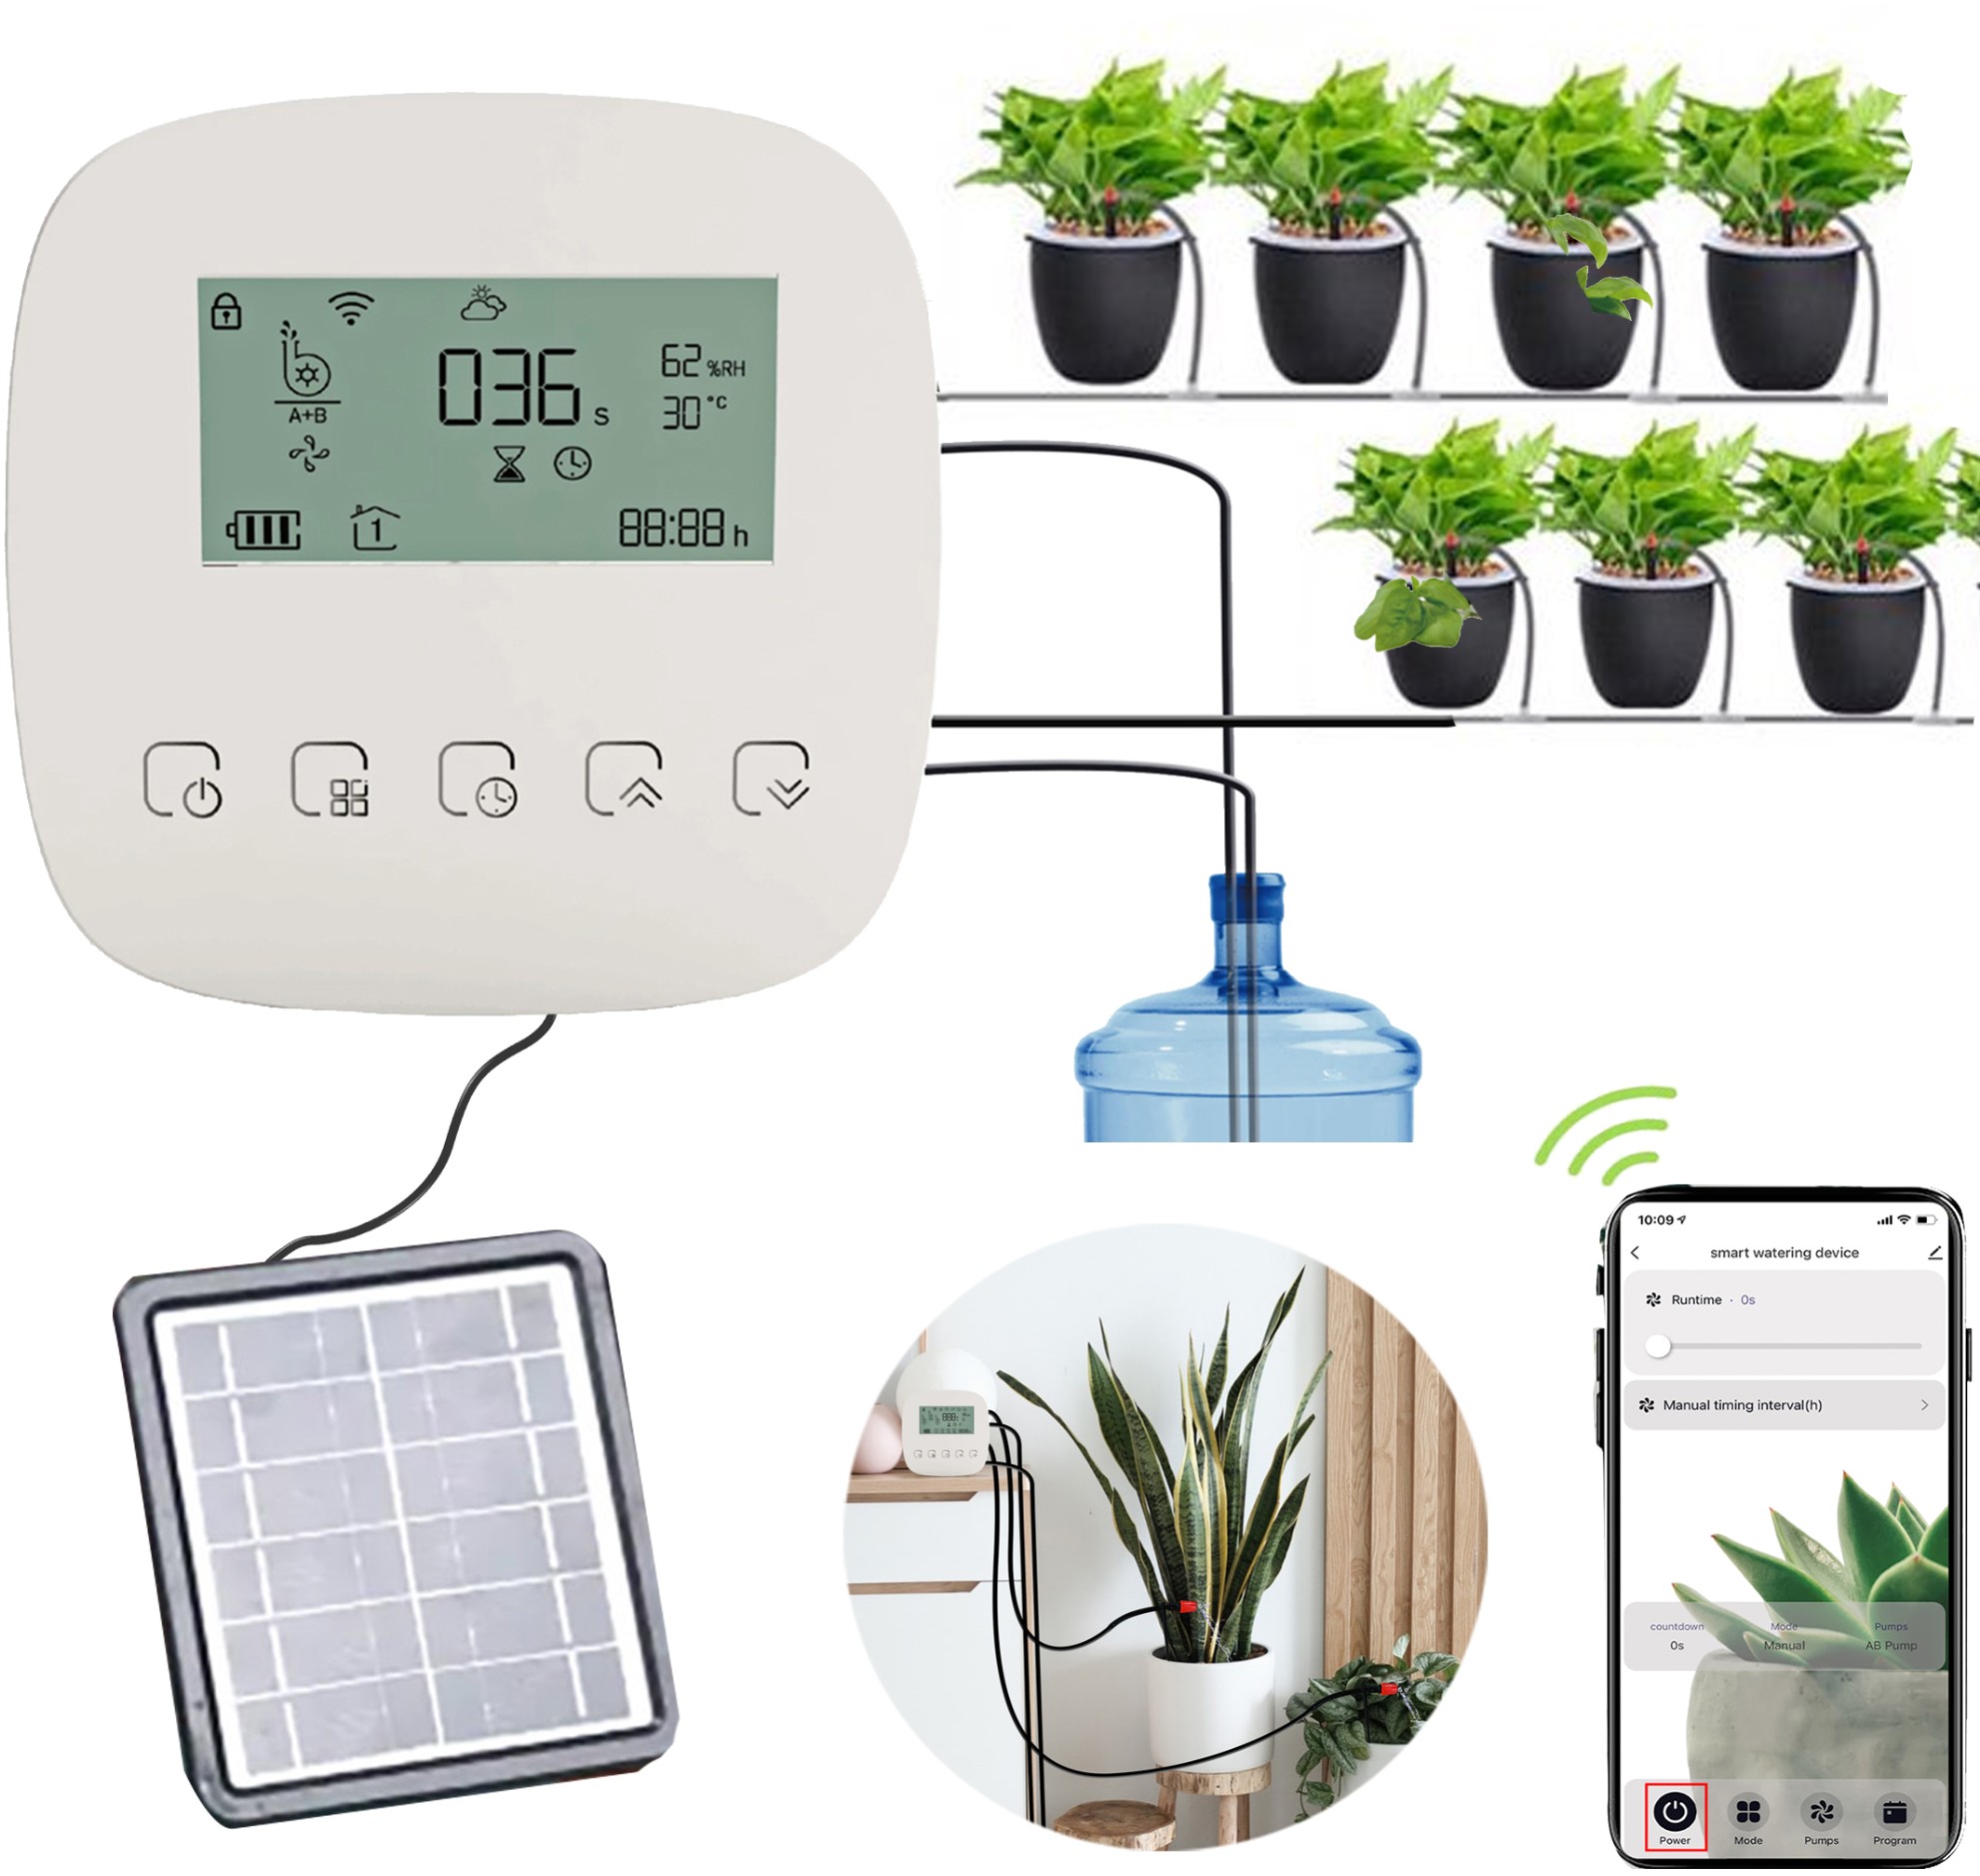 036 s
62 %RH
30 °C
A+B
1
88:88 h
10:09
smart watering device
Runtime · 0s
Manual timing interval(h)
countdown Mode Pumps
0s Manual AB Pump
Power Mode Pumps Program